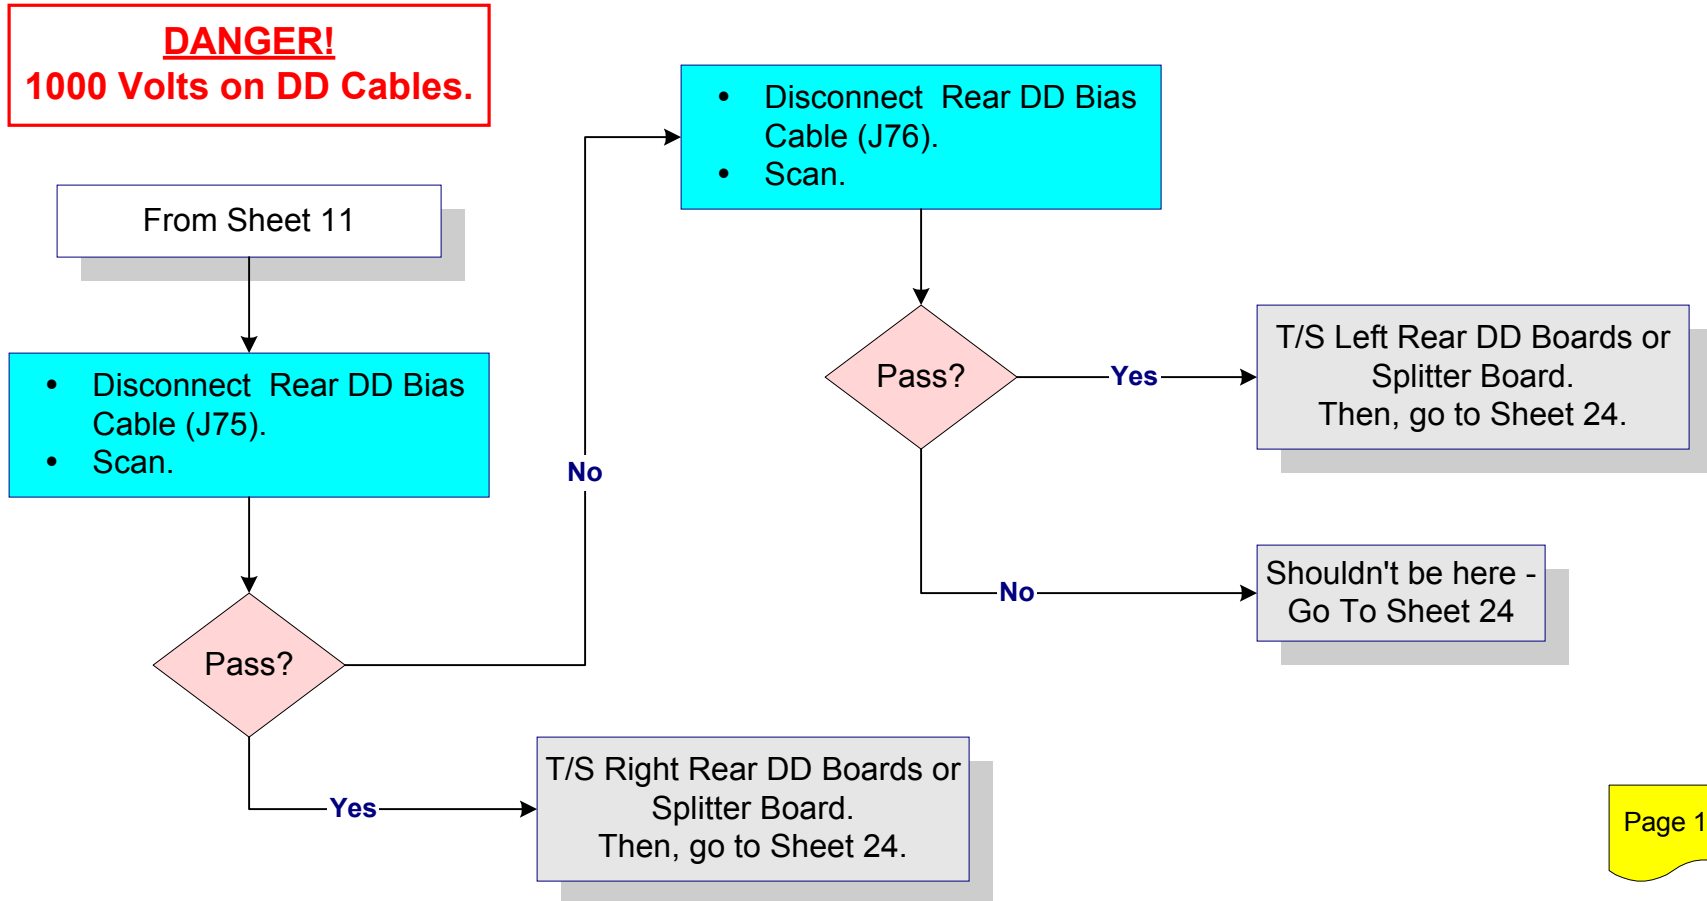 DANGER!
1000 Volts on DD Cables.
From Sheet 11
• Disconnect Rear DD Bias
Cable (J75).
• Scan.
Pass?
Yes
T/S Right Rear DD Boards or
Splitter Board.
Then, go to Sheet 24.
No
• Disconnect Rear DD Bias
Cable (J76).
• Scan.
Pass?
Yes
T/S Left Rear DD Boards or
Splitter Board.
Then, go to Sheet 24.
No
Shouldn't be here -
Go To Sheet 24
Page 1